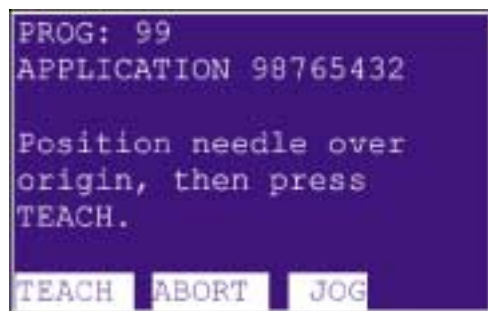 PROG: 99
APPLICATION 98765432
Position needle over
origin, then press
TEACH.
TEACH ABORT JOG